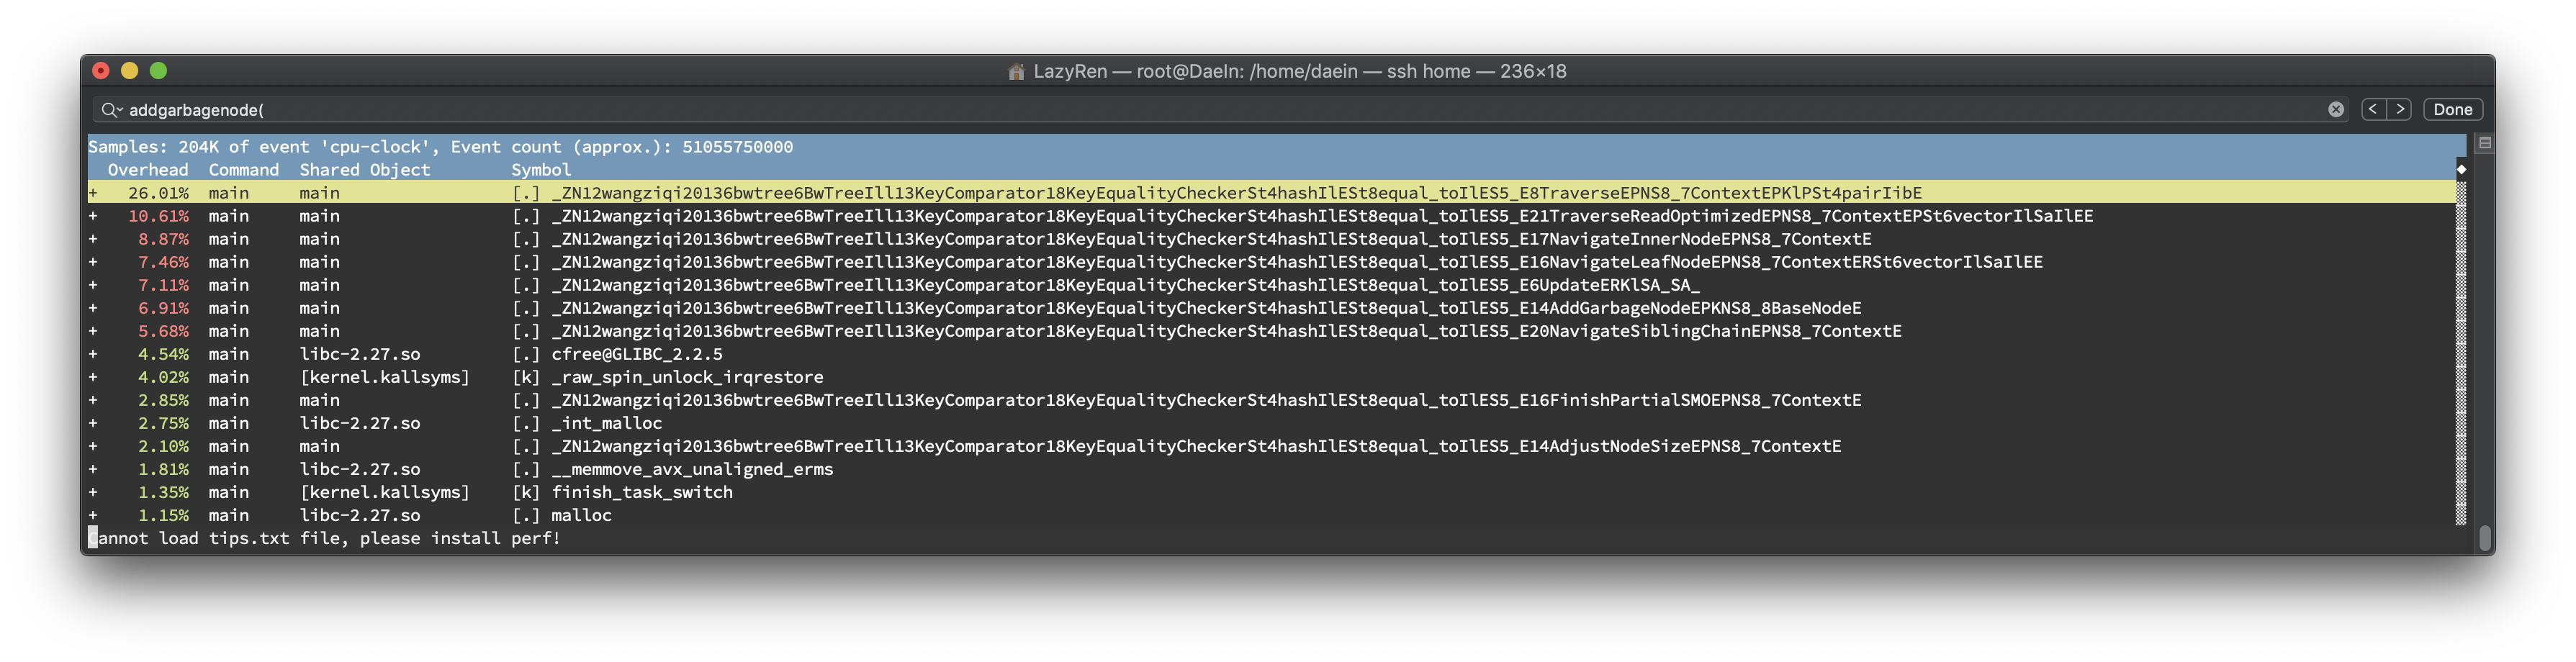 LazyRen — root@DaeIn: /home/daein — ssh home — 236×18
addgarbagenode(
< > Done
Samples: 204K of event 'cpu-clock', Event count (approx.): 51055750000
Overhead Command Shared Object Symbol
+ 26.01% main main [.] _ZN12wangziqi20136bwtree6BwTreeIll13KeyComparator18KeyEqualityCheckerSt4hashIlESt8equal_toIlES5_E8TraverseEPNS8_7ContextEPKlPSt4pairIibE
+ 10.61% main main [.] _ZN12wangziqi20136bwtree6BwTreeIll13KeyComparator18KeyEqualityCheckerSt4hashIlESt8equal_toIlES5_E21TraverseReadOptimizedEPNS8_7ContextEPSt6vectorIlSaIlEE
+ 8.87% main main [.] _ZN12wangziqi20136bwtree6BwTreeIll13KeyComparator18KeyEqualityCheckerSt4hashIlESt8equal_toIlES5_E17NavigateInnerNodeEPNS8_7ContextE
+ 7.46% main main [.] _ZN12wangziqi20136bwtree6BwTreeIll13KeyComparator18KeyEqualityCheckerSt4hashIlESt8equal_toIlES5_E16NavigateLeafNodeEPNS8_7ContextERSt6vectorIlSaIlEE
+ 7.11% main main [.] _ZN12wangziqi20136bwtree6BwTreeIll13KeyComparator18KeyEqualityCheckerSt4hashIlESt8equal_toIlES5_E6UpdateERKlSA_SA_
+ 6.91% main main [.] _ZN12wangziqi20136bwtree6BwTreeIll13KeyComparator18KeyEqualityCheckerSt4hashIlESt8equal_toIlES5_E14AddGarbageNodeEPKNS8_8BaseNodeE
+ 5.68% main main [.] _ZN12wangziqi20136bwtree6BwTreeIll13KeyComparator18KeyEqualityCheckerSt4hashIlESt8equal_toIlES5_E20NavigateSiblingChainEPNS8_7ContextE
+ 4.54% main libc-2.27.so [.] cfree@GLIBC_2.2.5
+ 4.02% main [kernel.kallsyms] [k] _raw_spin_unlock_irqrestore
+ 2.85% main main [.] _ZN12wangziqi20136bwtree6BwTreeIll13KeyComparator18KeyEqualityCheckerSt4hashIlESt8equal_toIlES5_E16FinishPartialSMOEPNS8_7ContextE
+ 2.75% main libc-2.27.so [.] _int_malloc
+ 2.10% main main [.] _ZN12wangziqi20136bwtree6BwTreeIll13KeyComparator18KeyEqualityCheckerSt4hashIlESt8equal_toIlES5_E14AdjustNodeSizeEPNS8_7ContextE
+ 1.81% main libc-2.27.so [.] __memmove_avx_unaligned_erms
+ 1.35% main [kernel.kallsyms] [k] finish_task_switch
+ 1.15% main libc-2.27.so [.] malloc
Cannot load tips.txt file, please install perf!